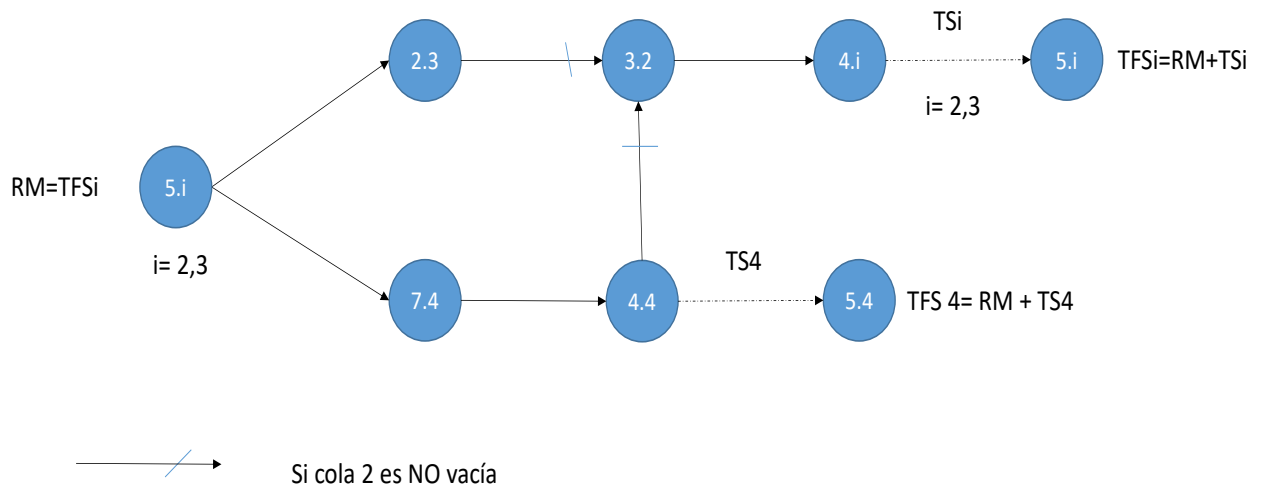 TSi
2.3
3.2
4.i
5.i
TFSi=RM+TSi
i= 2,3
RM=TFSi
5.i
i= 2,3
TS4
7.4
4.4
5.4
TFS 4= RM + TS4
Si cola 2 es NO vacía